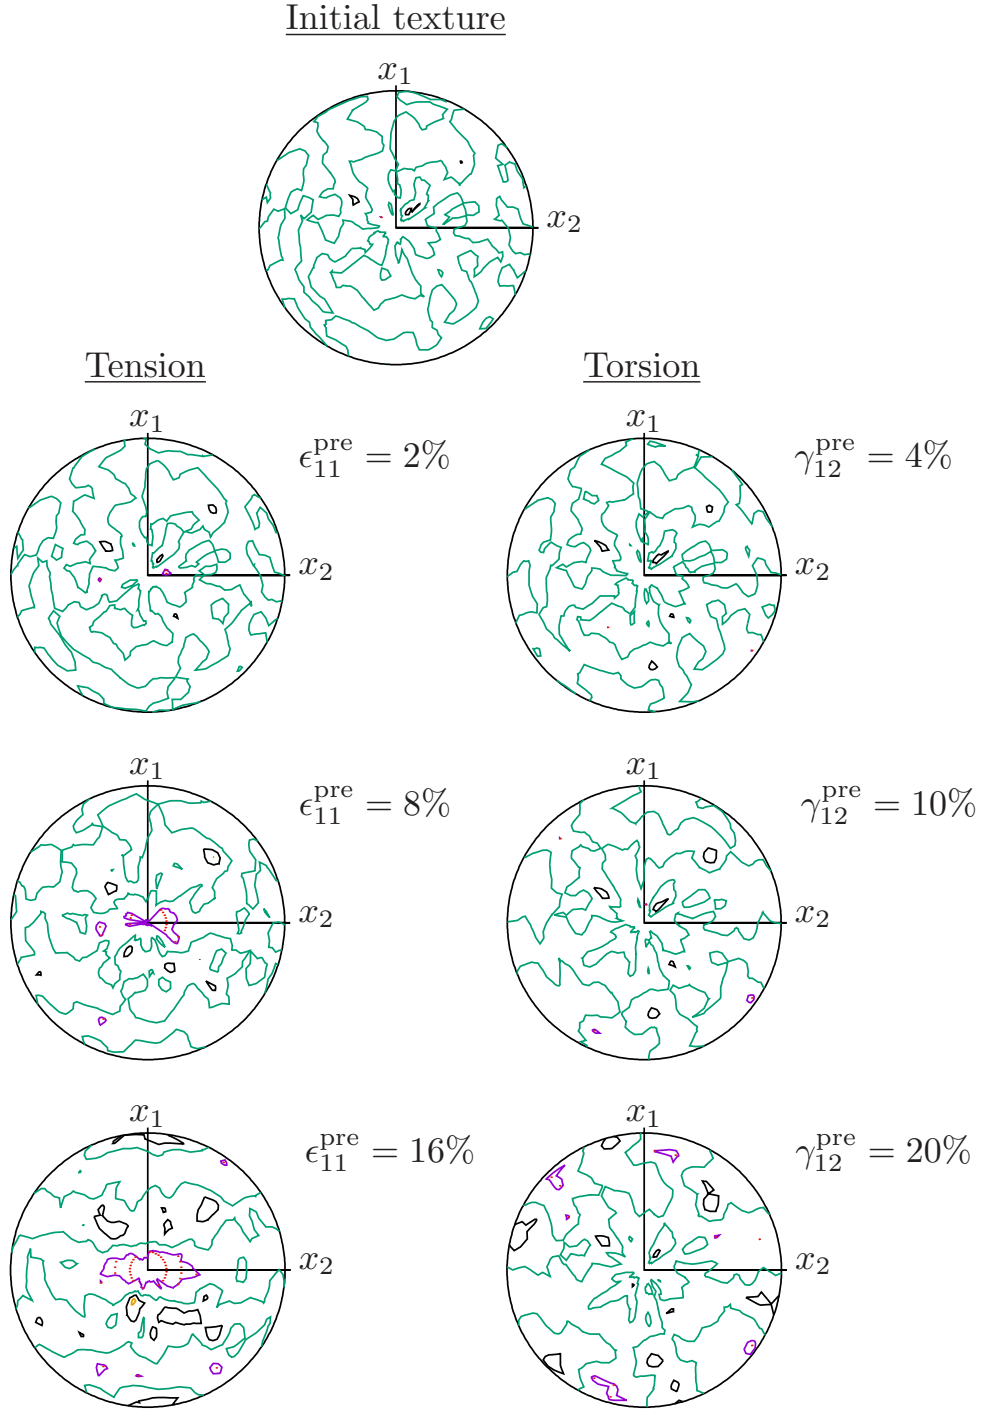 Initial texture
x₁
x₂
Tension
Torsion
x₁
ϵ₁₁ᵖʳᵉ = 2%
x₂
x₁
γ₁₂ᵖʳᵉ = 4%
x₂
x₁
ϵ₁₁ᵖʳᵉ = 8%
x₂
x₁
γ₁₂ᵖʳᵉ = 10%
x₂
x₁
ϵ₁₁ᵖʳᵉ = 16%
x₂
x₁
γ₁₂ᵖʳᵉ = 20%
x₂